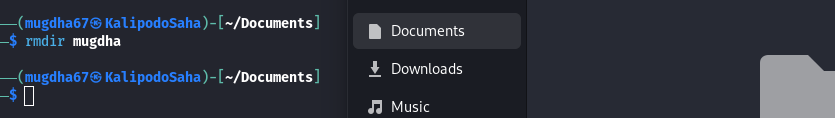 (mugdha67㉿KalipodoSaha)-[~/Documents]
$ rmdir mugdha
(mugdha67㉿KalipodoSaha)-[~/Documents]
$
Documents
Downloads
Music